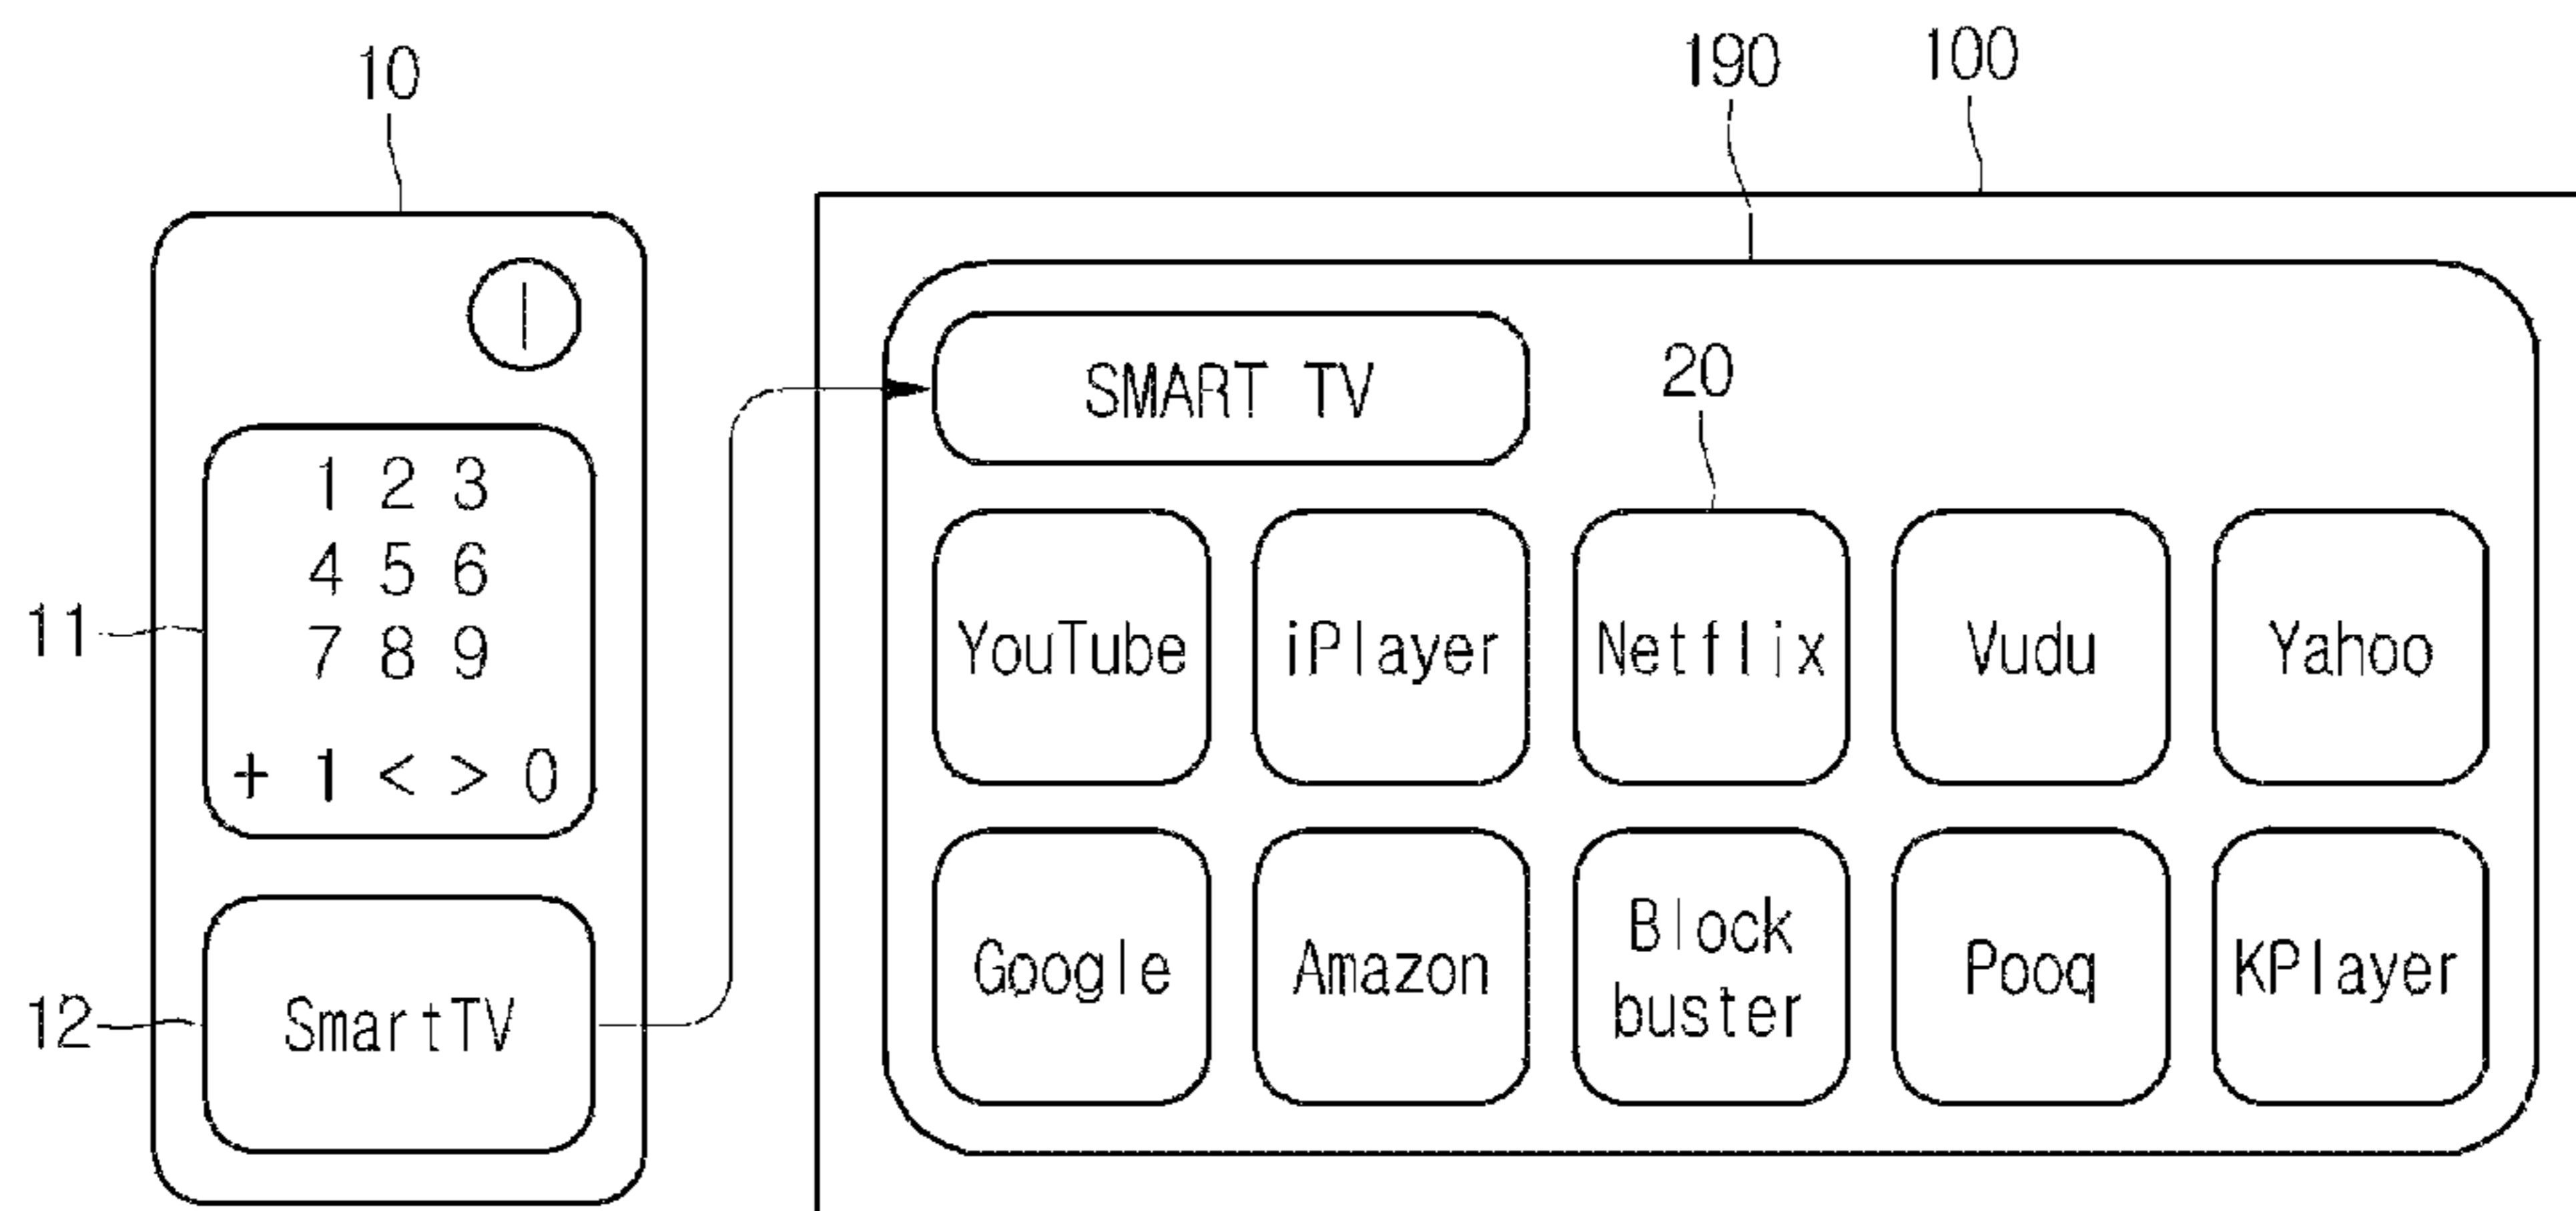 190 100
10
SMART TV
20
1 2 3
4 5 6
7 8 9
+ 1 < > 0
11
YouTube iPlayer Netflix Vudu Yahoo
Google Amazon Block buster Pooq KPlayer
12
SmartTV